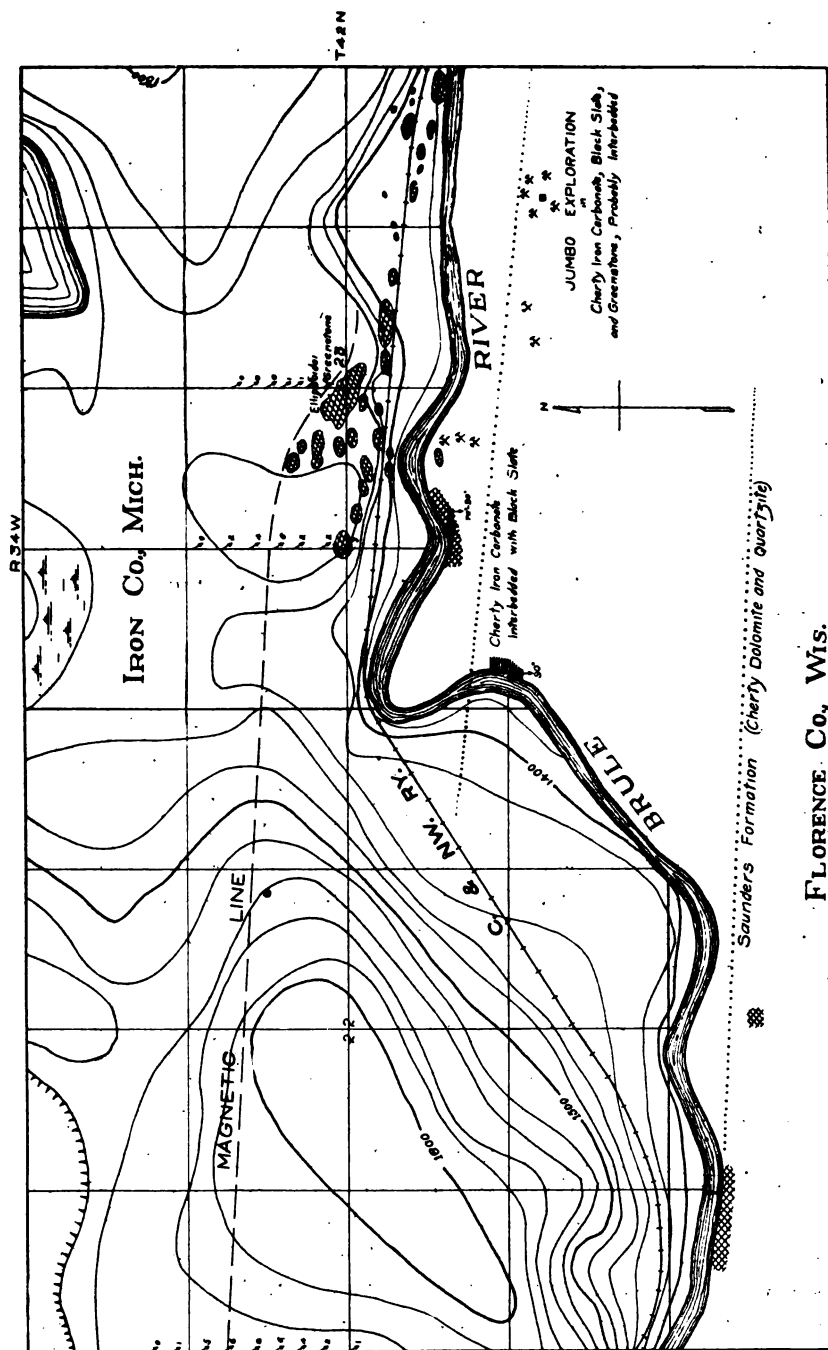 R34W
T42N
IRON CO., MICH.
MAGNETIC LINE
Greenstone
C. & NW. RY.
BRULE RIVER
1400
1500
1600
22
Cherty Iron Carbonate
Interbedded with Black Slate
JUMBO EXPLORATION
in
Cherty Iron Carbonate, Black Slate,
and Greenstone, Probably Interbedded
N
Saunders Formation (Cherty Dolomite and Quartzite)
FLORENCE CO., WIS.